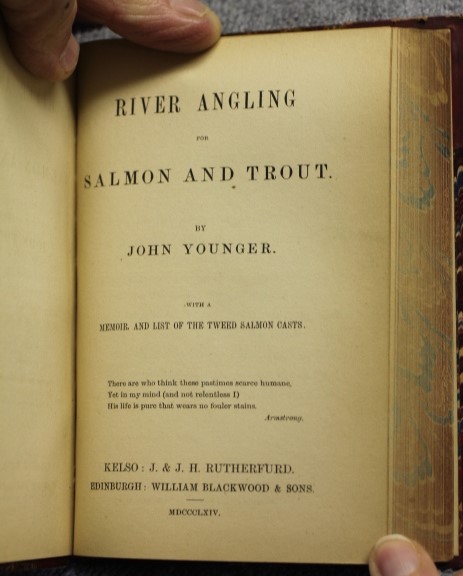 RIVER ANGLING
FOR
SALMON AND TROUT.
BY
JOHN YOUNGER.
WITH A
MEMOIR, AND LIST OF THE TWEED SALMON CASTS.
There are who think these pastimes scarce humane,
Yet in my mind (and not relentless I)
His life is pure that wears no fouler stains.
Armstrong.
KELSO: J. & J. H. RUTHERFURD.
EDINBURGH: WILLIAM BLACKWOOD & SONS.
MDCCCLXIV.